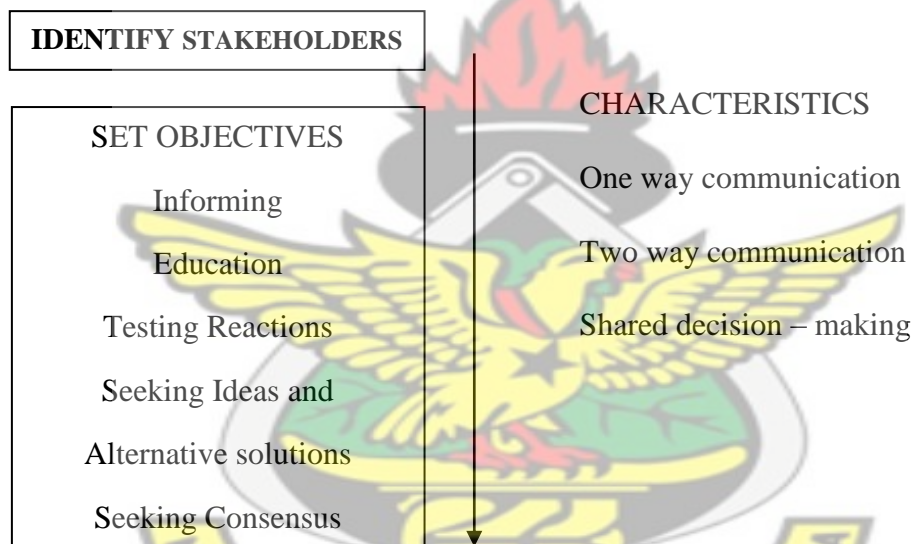 IDENTIFY STAKEHOLDERS
SET OBJECTIVES
Informing
Education
Testing Reactions
Seeking Ideas and
Alternative solutions
Seeking Consensus
CHARACTERISTICS
One way communication
Two way communication
Shared decision – making